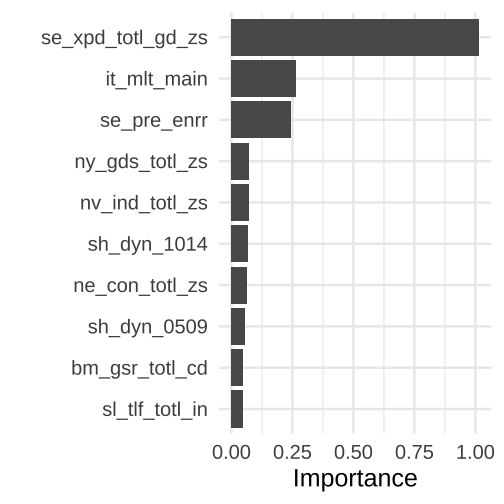 se_xpd_totl_gd_zs
it_mlt_main
se_pre_enrr
ny_gds_totl_zs
nv_ind_totl_zs
sh_dyn_1014
ne_con_totl_zs
sh_dyn_0509
bm_gsr_totl_cd
sl_tlf_totl_in
0.00 0.25 0.50 0.75 1.00
Importance